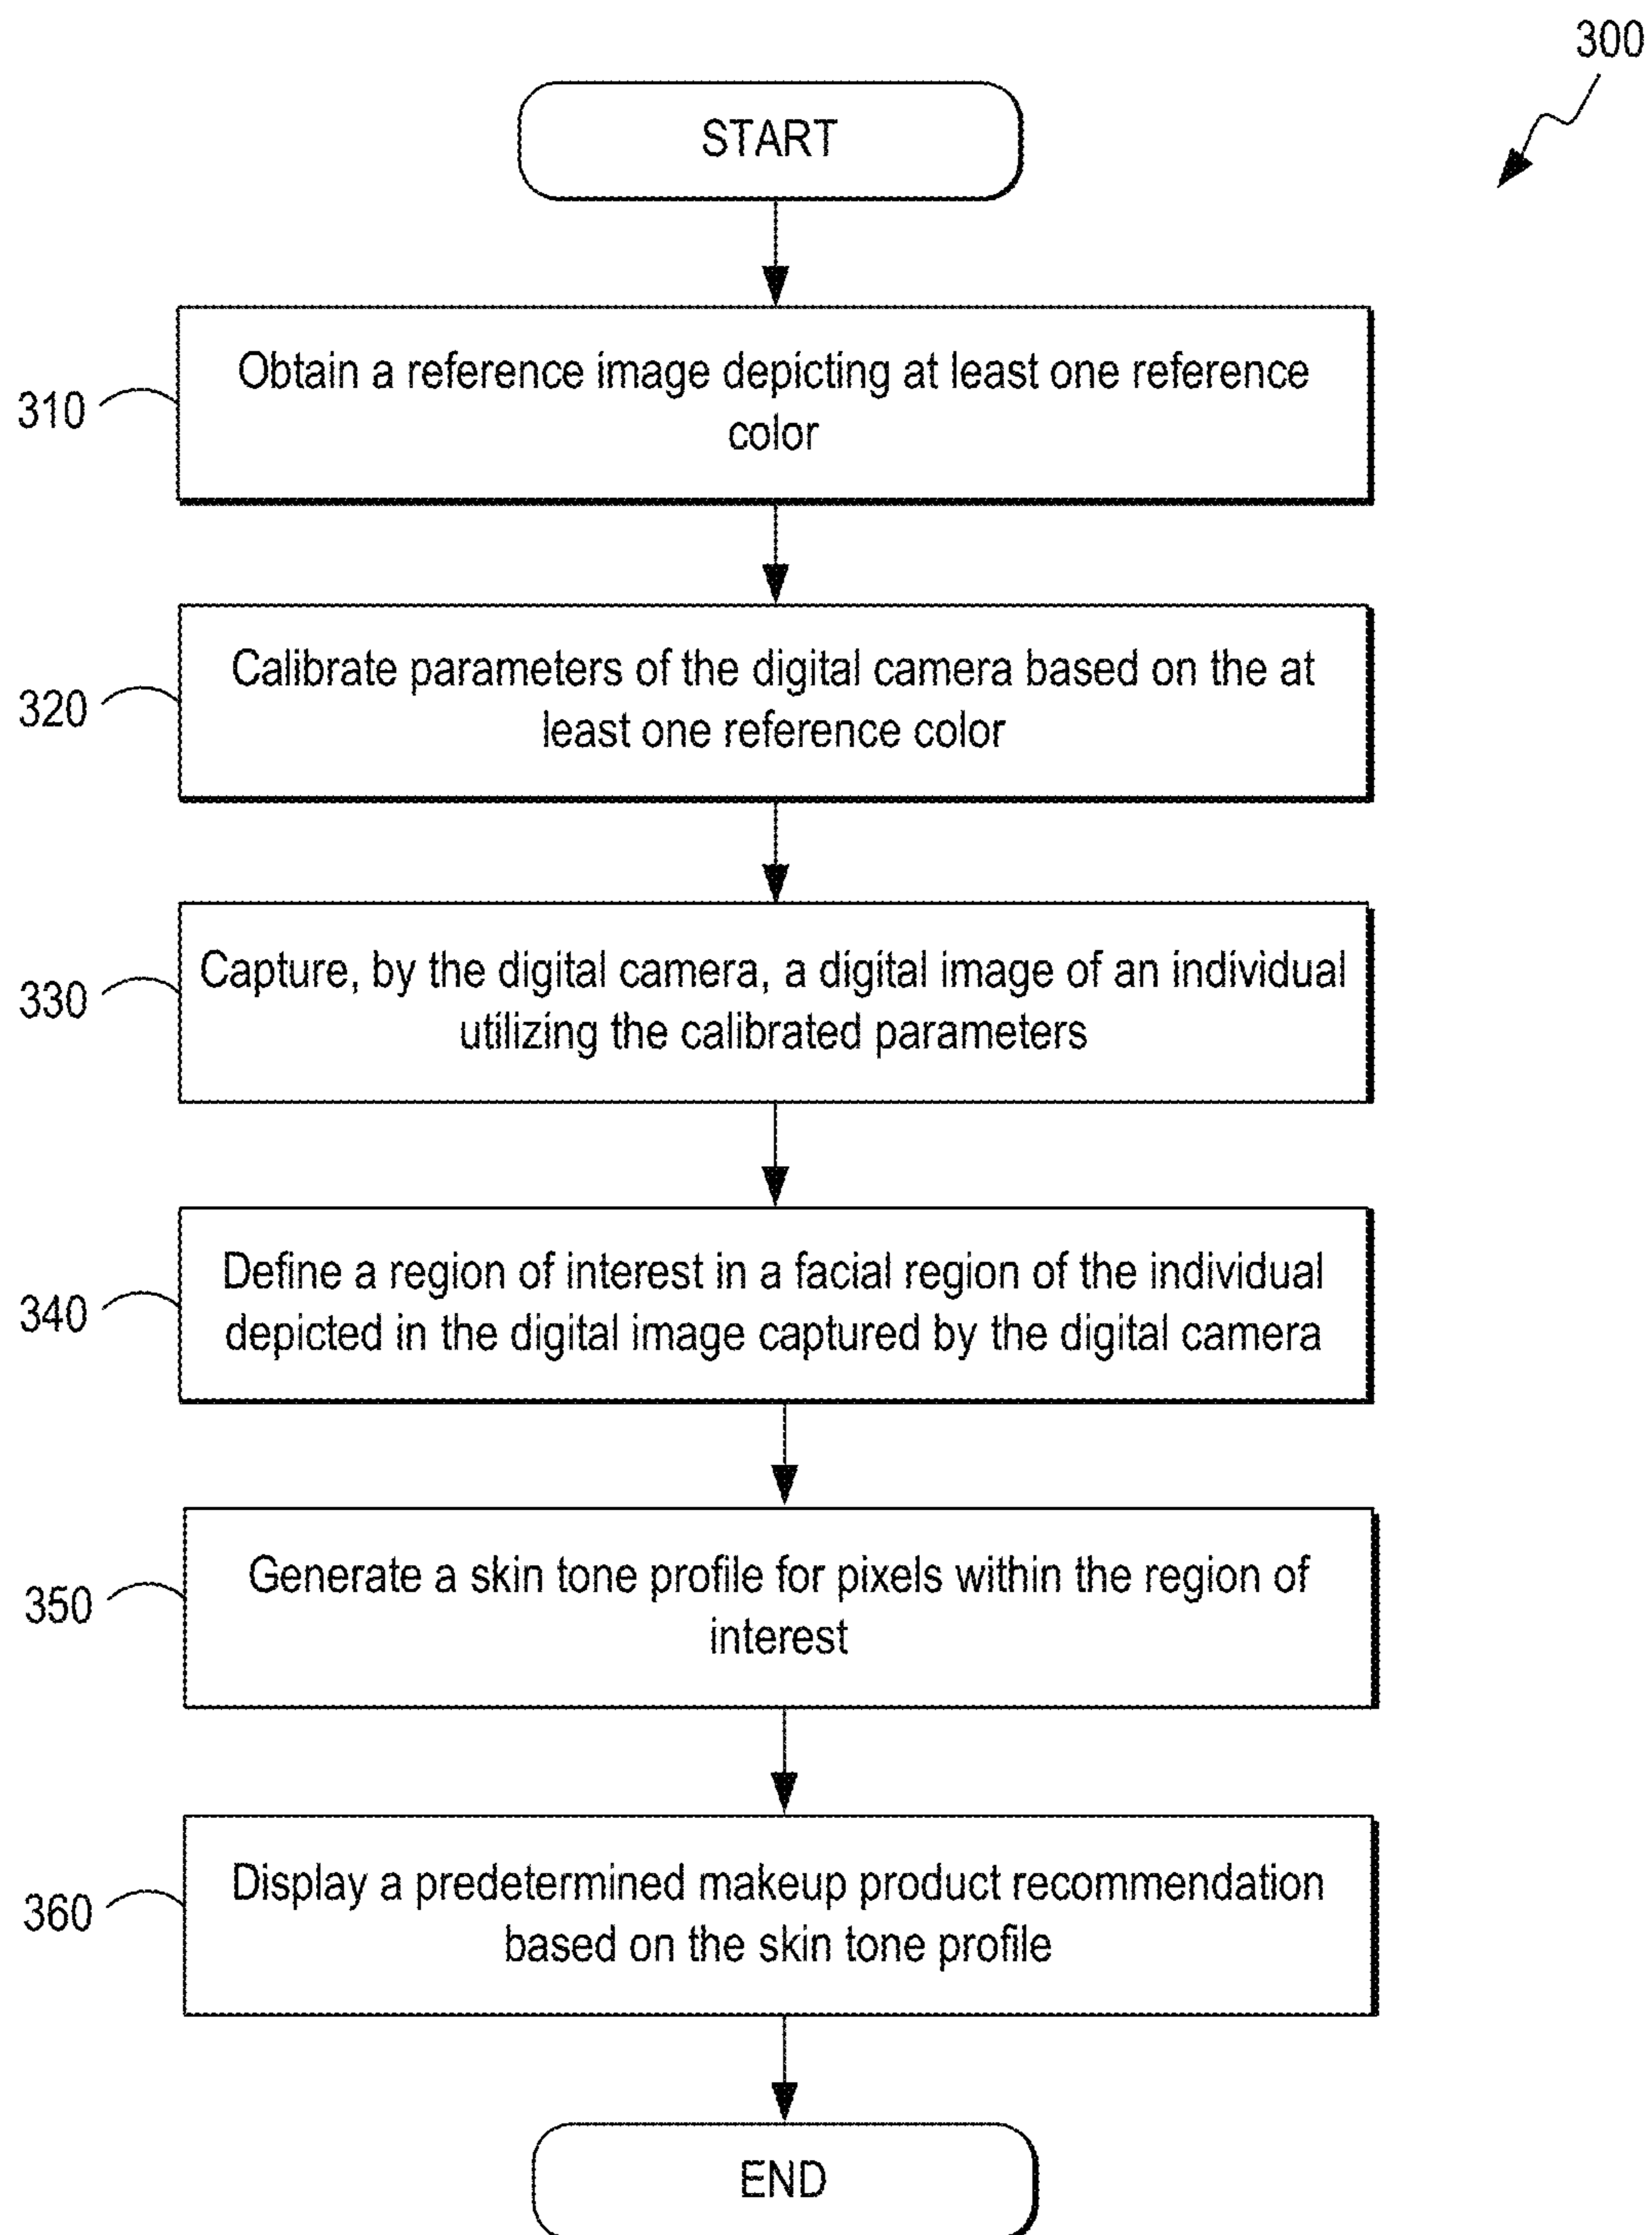 300
START
310
Obtain a reference image depicting at least one reference
color
320
Calibrate parameters of the digital camera based on the at
least one reference color
330
Capture, by the digital camera, a digital image of an individual
utilizing the calibrated parameters
340
Define a region of interest in a facial region of the individual
depicted in the digital image captured by the digital camera
350
Generate a skin tone profile for pixels within the region of
interest
360
Display a predetermined makeup product recommendation
based on the skin tone profile
END